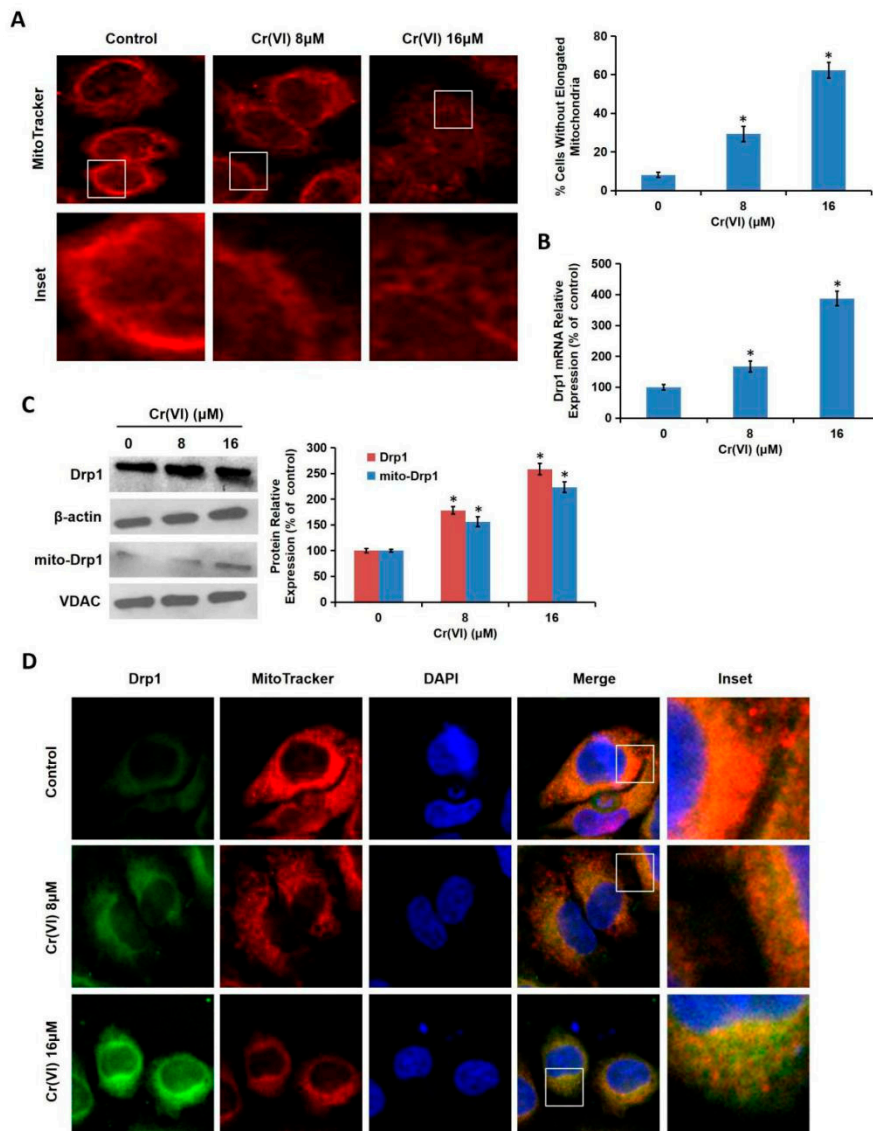 A
Control
Cr(VI) 8µM
Cr(VI) 16µM
MitoTracker
Inset
% Cells Without Elongated
Mitochondria
80
60
40
20
0
*
*
0
8
16
Cr(VI) (µM)
B
Drp1 mRNA Relative
Expression (% of control)
500
400
300
200
100
0
*
*
0
8
16
Cr(VI) (µM)
C
Cr(VI) (µM)
0
8
16
Drp1
β-actin
mito-Drp1
VDAC
Protein Relative
Expression (% of control)
300
250
200
150
100
50
0
Drp1
mito-Drp1
*
*
*
*
0
8
16
Cr(VI) (µM)
D
Drp1
MitoTracker
DAPI
Merge
Inset
Control
Cr(VI) 8µM
Cr(VI) 16µM